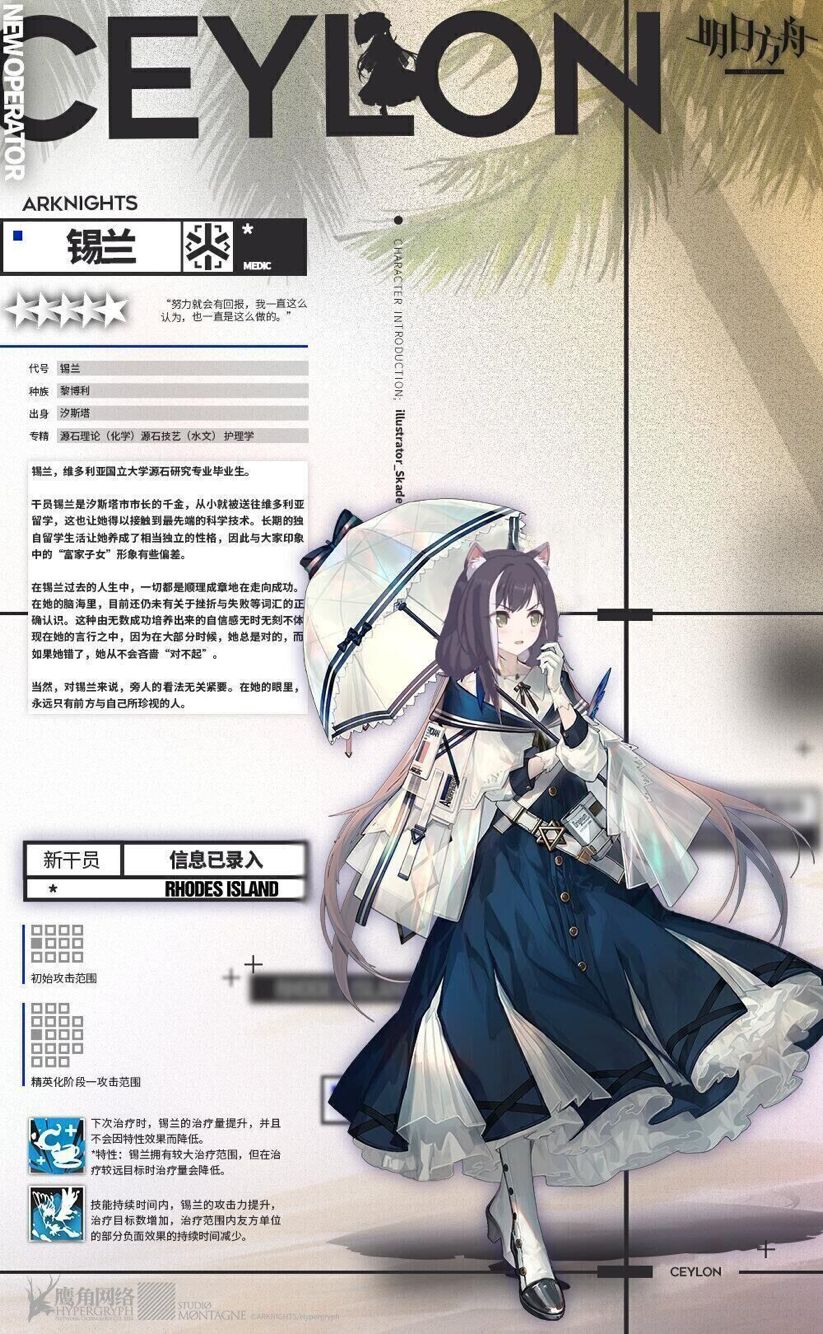 NEW OPERATOR
CEYLON
明日方舟
ARKNIGHTS
锡兰
*
MEDIC
“努力就会有回报，我一直这么
认为，也一直是这么做的。”
CHARACTER INTRODUCTION;
illustrator_Skade
代号 锡兰
种族 黎博利
出身 汐斯塔
专精 源石理论（化学）源石技艺（水文） 护理学
锡兰，维多利亚国立大学源石研究专业毕业生。
干员锡兰是汐斯塔市市长的千金，从小就被送往维多利亚
留学，这也让她得以接触到最先端的科学技术。长期的独
自留学生活让她养成了相当独立的性格，因此与大家印象
中的“富家子女”形象有些偏差。
在锡兰过去的人生中，一切都是顺理成章地在走向成功。
在她的脑海里，目前还仍未有关于挫折与失败等词汇的正
确认识。这种由无数成功培养出来的自信感无时无刻不体
现在她的言行之中，因为在大部分时候，她总是对的，而
如果她错了，她从不会吝啬“对不起”。
当然，对锡兰来说，旁人的看法无关紧要。在她的眼里，
永远只有前方与自己所珍视的人。
新干员 信息已录入
* RHODES ISLAND
初始攻击范围
精英化阶段一攻击范围
下次治疗时，锡兰的治疗量提升，并且
不会因特性效果而降低。
*特性：锡兰拥有较大治疗范围，但在治
疗较远目标时治疗量会降低。
技能持续时间内，锡兰的攻击力提升，
治疗目标数增加，治疗范围内友方单位
的部分负面效果的持续时间减少。
CEYLON
鹰角网络
HYPERGRYPH
STUDIO
MØNTAGNE
©ARKNIGHTS/Hypergryph